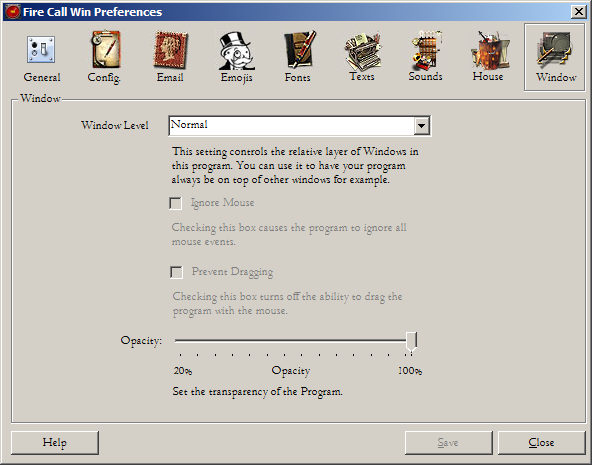 Fire Call Win Preferences
General Config. Email Emojis Fonts Texts Sounds House Window
Window
Window Level Normal
This setting controls the relative layer of Windows in
this program. You can use it to have your program
always be on top of other windows for example.
Ignore Mouse
Checking this box causes the program to ignore all
mouse events.
Prevent Dragging
Checking this box turns off the ability to drag the
program with the mouse.
Opacity:
20% Opacity 100%
Set the transparency of the Program.
Help Save Close